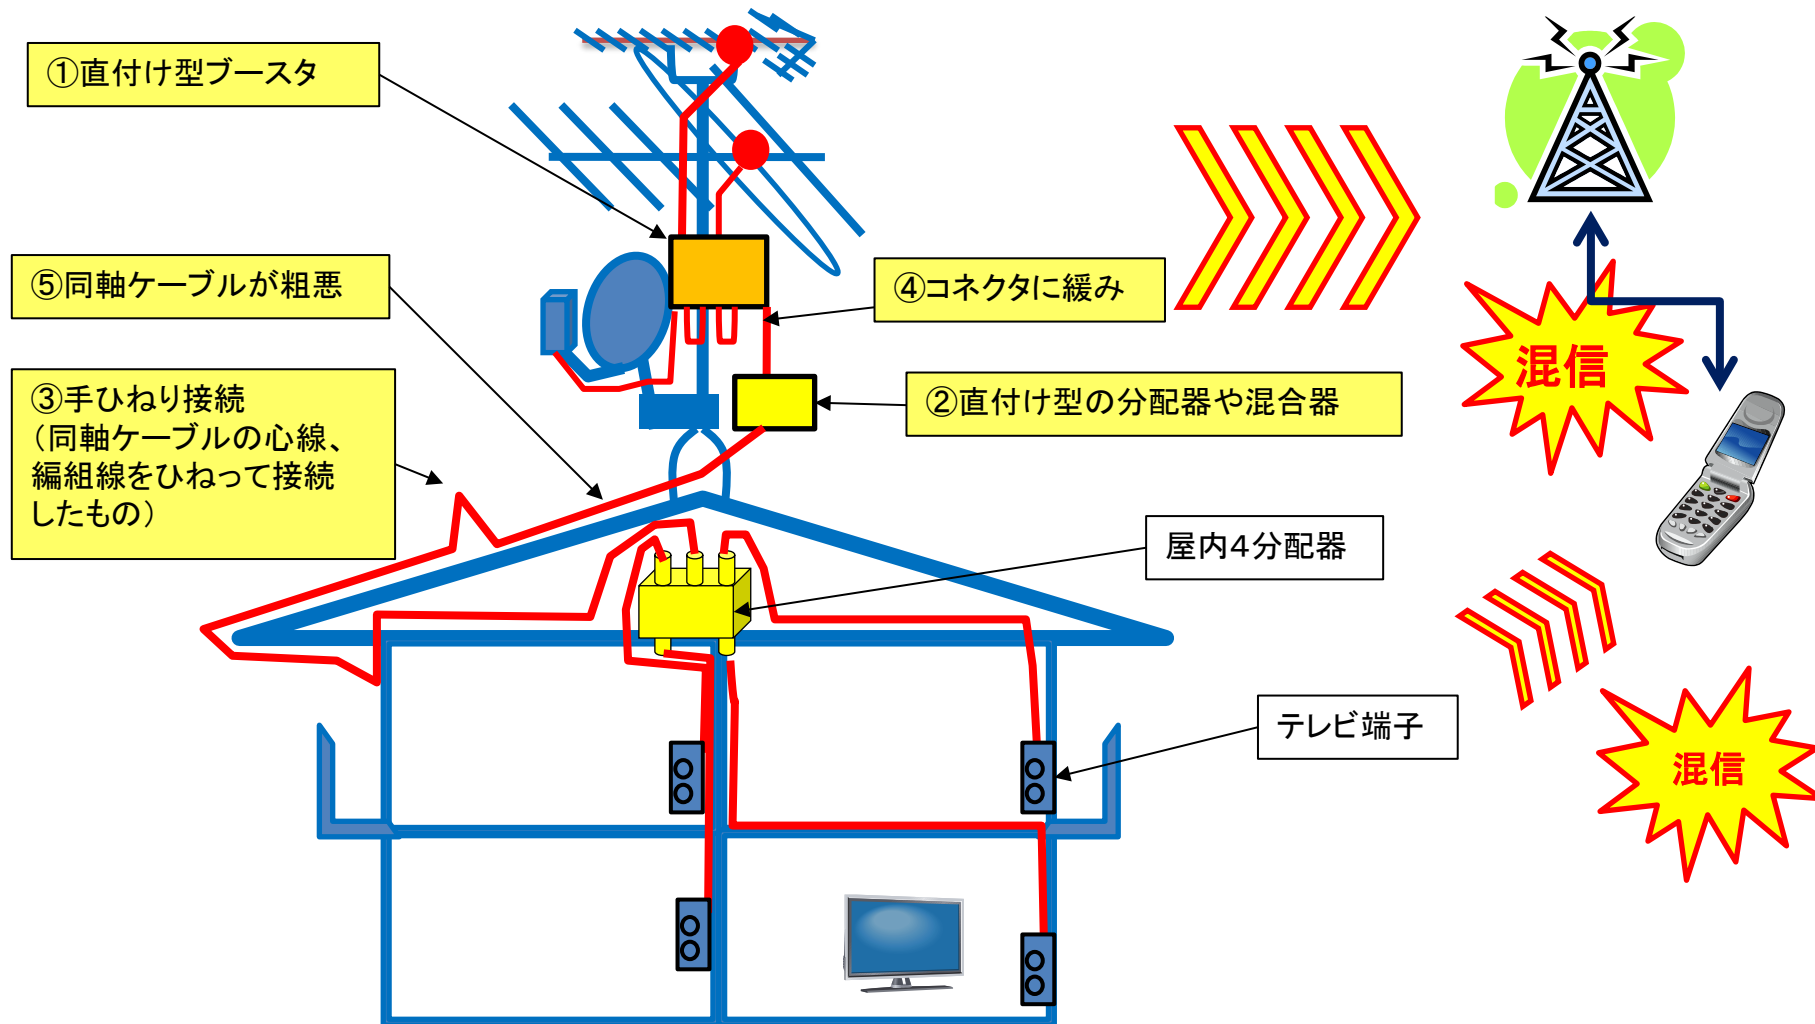 ①直付け型ブースタ
⑤同軸ケーブルが粗悪
④コネクタに緩み
③手ひねり接続
（同軸ケーブルの心線、
編組線をひねって接続
したもの）
②直付け型の分配器や混合器
混信
屋内４分配器
テレビ端子
混信